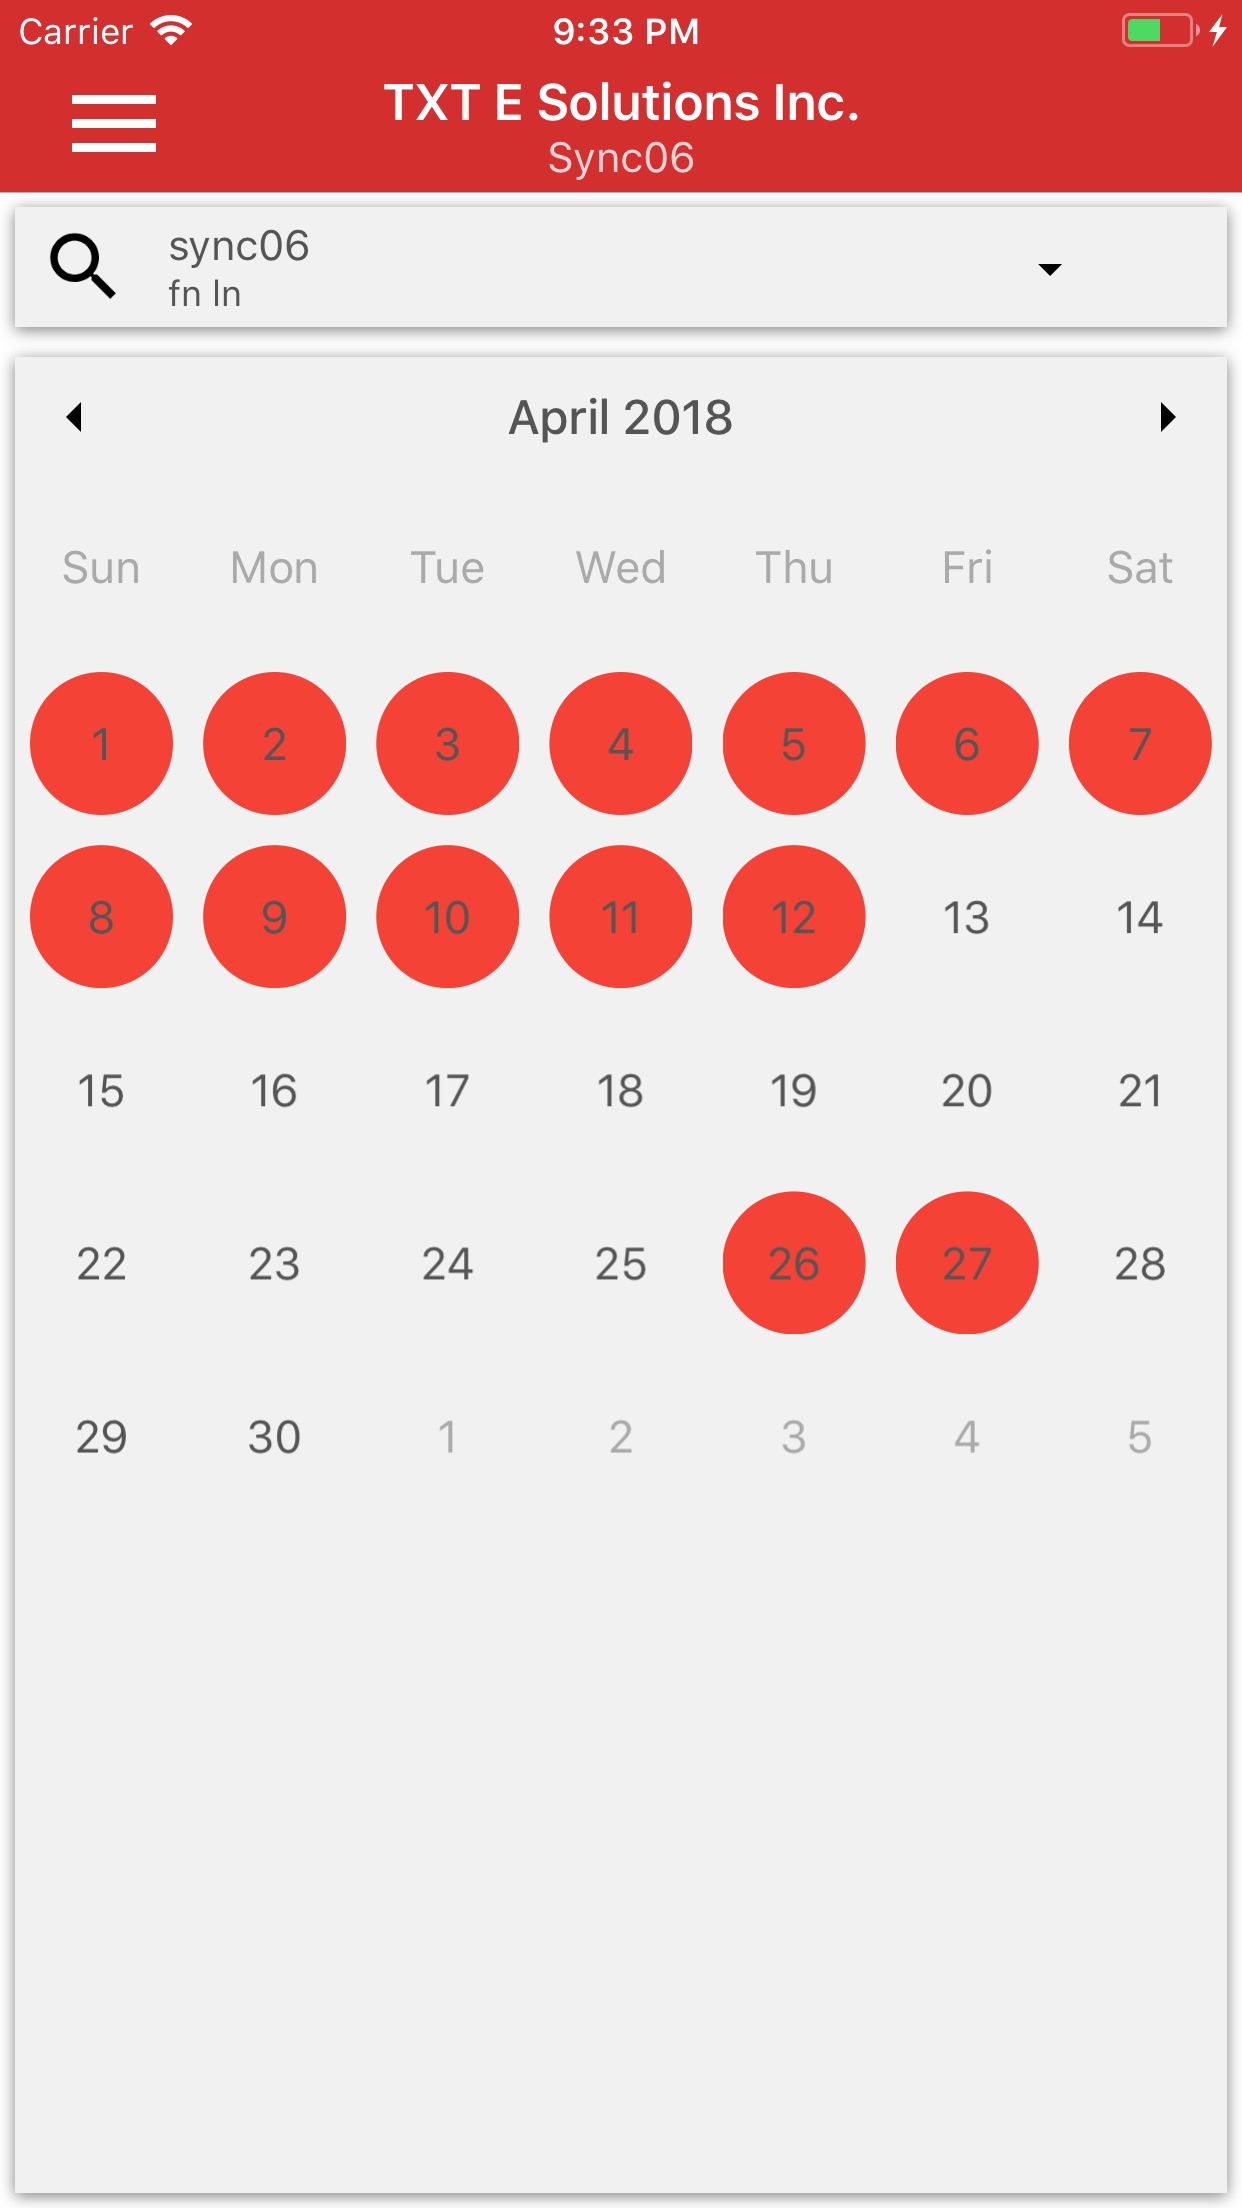 Carrier 9:33 PM
TXT E Solutions Inc.
Sync06
sync06
fn ln
April 2018
Sun Mon Tue Wed Thu Fri Sat
1 2 3 4 5 6 7
8 9 10 11 12 13 14
15 16 17 18 19 20 21
22 23 24 25 26 27 28
29 30 1 2 3 4 5